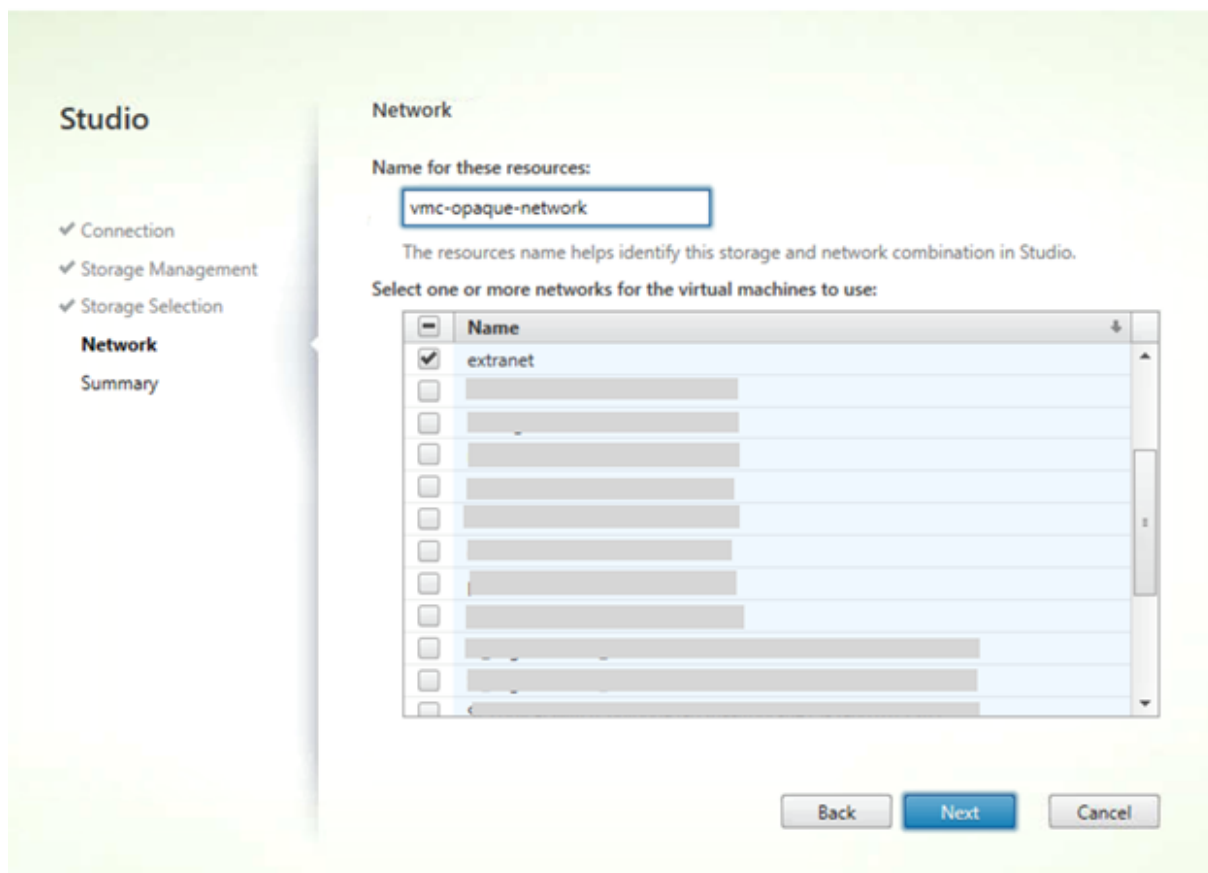 Studio
Connection
Storage Management
Storage Selection
Network
Summary
Network
Name for these resources:
vmc-opaque-network
The resources name helps identify this storage and network combination in Studio.
Select one or more networks for the virtual machines to use:
Name
extranet
Back Next Cancel